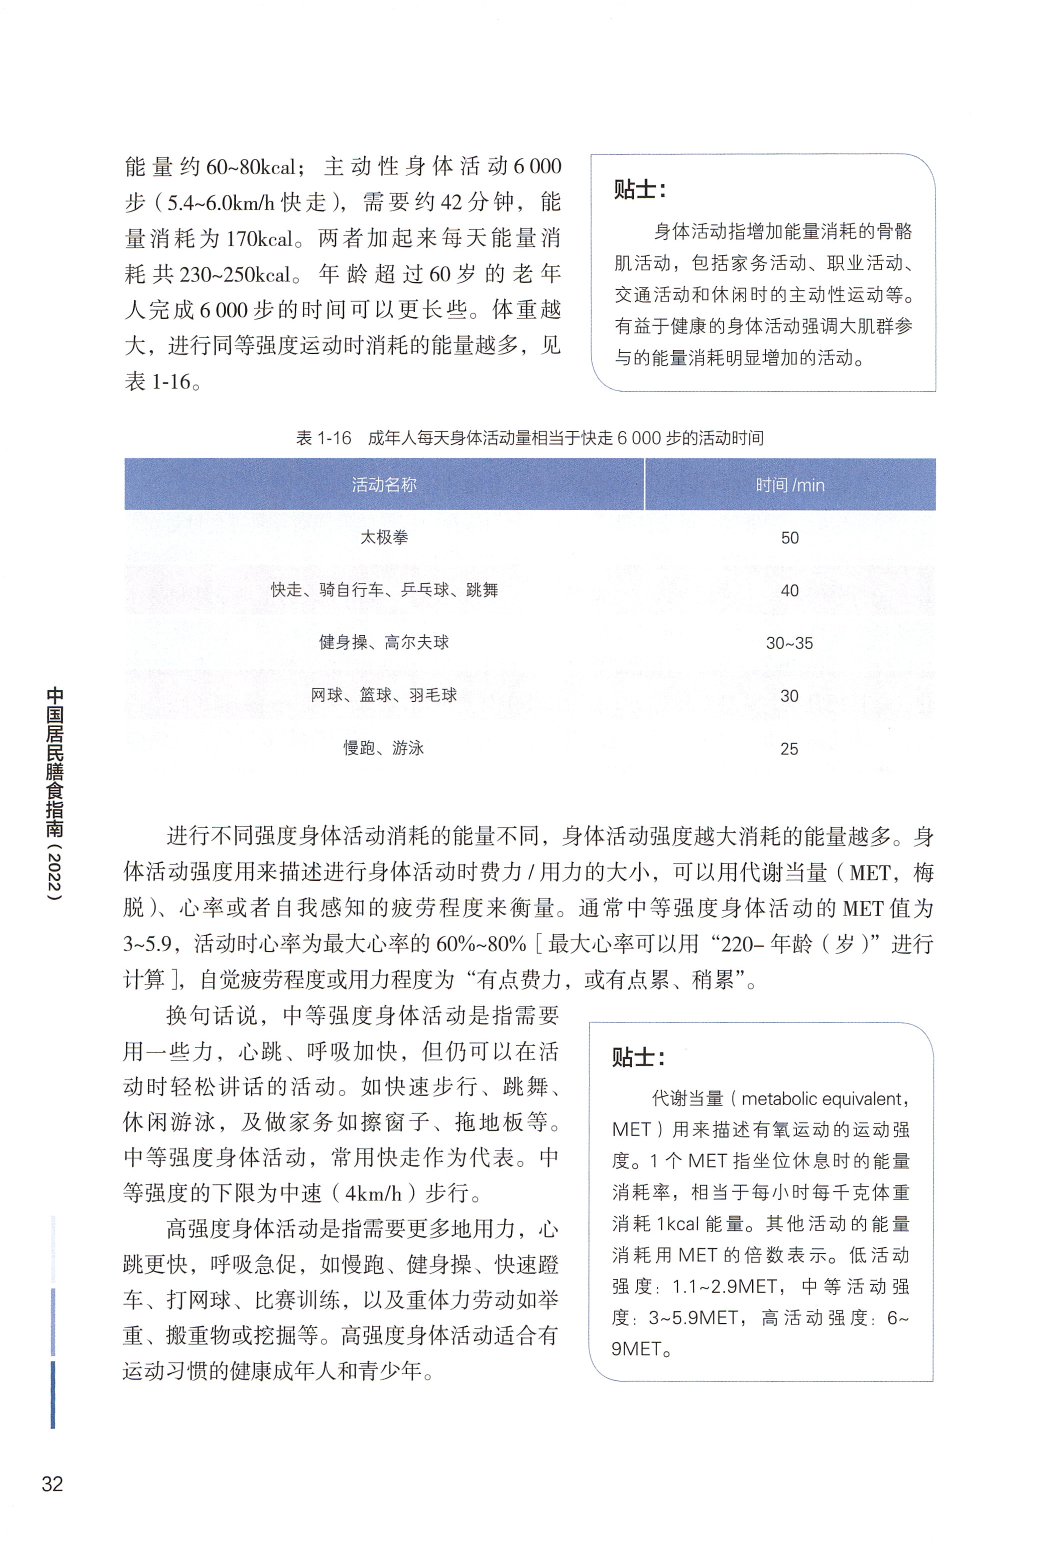 能量约60~80kcal；主动性身体活动6 000
步（5.4~6.0km/h快走），需要约42分钟，能
量消耗为170kcal。两者加起来每天能量消
耗共230~250kcal。年龄超过60岁的老年
人完成6 000步的时间可以更长些。体重越
大，进行同等强度运动时消耗的能量越多，见
表1-16。
贴士：
身体活动指增加能量消耗的骨骼
肌活动，包括家务活动、职业活动、
交通活动和休闲时的主动性运动等。
有益于健康的身体活动强调大肌群参
与的能量消耗明显增加的活动。
表1-16 成年人每天身体活动量相当于快走6 000步的活动时间
活动名称 时间/min
太极拳 50
快走、骑自行车、乒乓球、跳舞 40
健身操、高尔夫球 30~35
网球、篮球、羽毛球 30
慢跑、游泳 25
进行不同强度身体活动消耗的能量不同，身体活动强度越大消耗的能量越多。身
体活动强度用来描述进行身体活动时费力/用力的大小，可以用代谢当量（MET，梅
脱）、心率或者自我感知的疲劳程度来衡量。通常中等强度身体活动的MET值为
3~5.9，活动时心率为最大心率的60%~80%［最大心率可以用“220–年龄（岁）”进行
计算］，自觉疲劳程度或用力程度为“有点费力，或有点累、稍累”。
换句话说，中等强度身体活动是指需要
用一些力，心跳、呼吸加快，但仍可以在活
动时轻松讲话的活动。如快速步行、跳舞、
休闲游泳，及做家务如擦窗子、拖地板等。
中等强度身体活动，常用快走作为代表。中
等强度的下限为中速（4km/h）步行。
高强度身体活动是指需要更多地用力，心
跳更快，呼吸急促，如慢跑、健身操、快速蹬
车、打网球、比赛训练，以及重体力劳动如举
重、搬重物或挖掘等。高强度身体活动适合有
运动习惯的健康成年人和青少年。
贴士：
代谢当量（metabolic equivalent，
MET）用来描述有氧运动的运动强
度。1个MET指坐位休息时的能量
消耗率，相当于每小时每千克体重
消耗1kcal能量。其他活动的能量
消耗用MET的倍数表示。低活动
强度：1.1~2.9MET，中等活动强
度：3~5.9MET，高活动强度：6~
9MET。
中国居民膳食指南（2022）
32